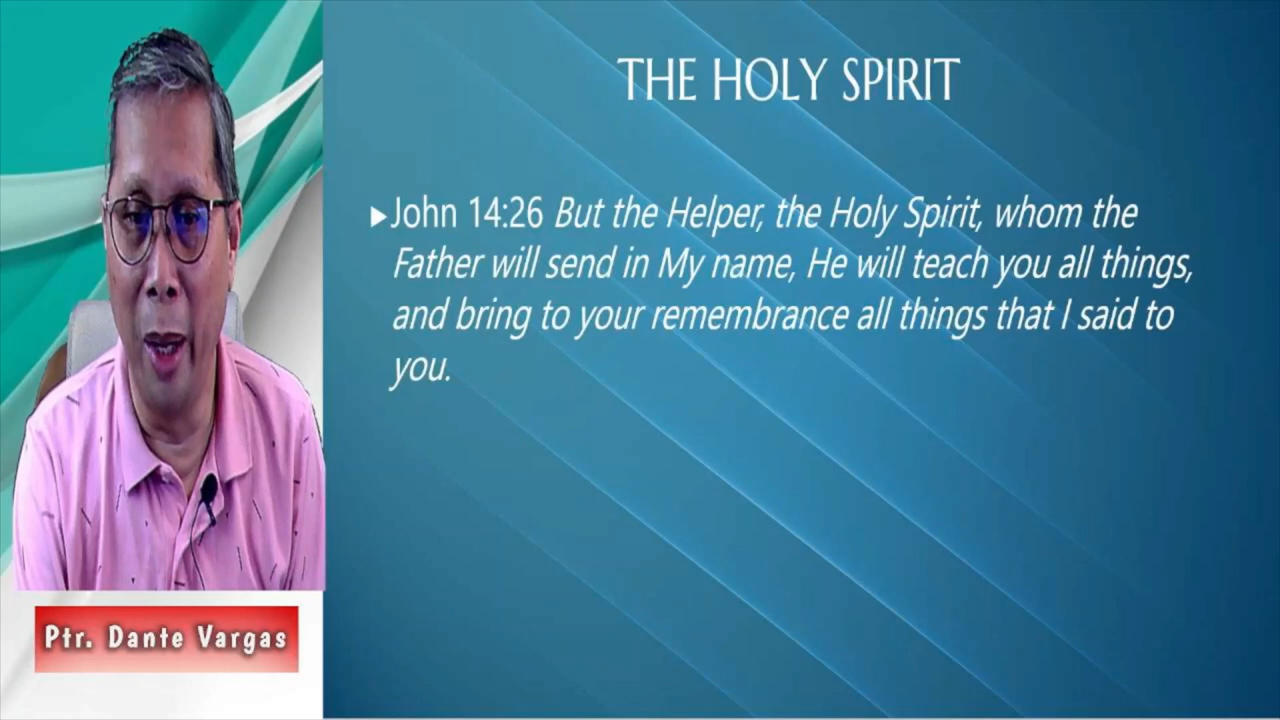 THE HOLY SPIRIT
▶John 14:26 But the Helper, the Holy Spirit, whom the
Father will send in My name, He will teach you all things,
and bring to your remembrance all things that I said to
you.
Ptr. Dante Vargas